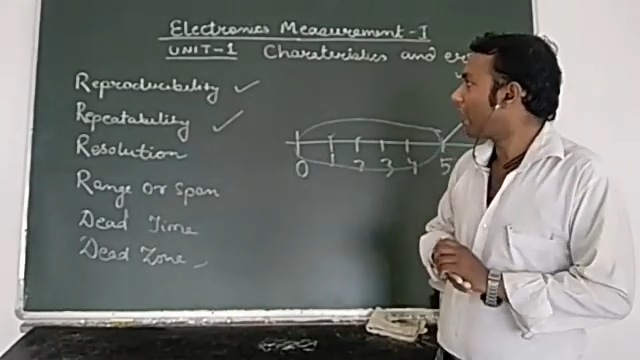 Electronics Measurement-I
UNIT-1 Charateristics and
Reproducibility
Repeatability
Resolution
Range or Span
Dead Time
Dead Zone
0 1 2 3 4 5